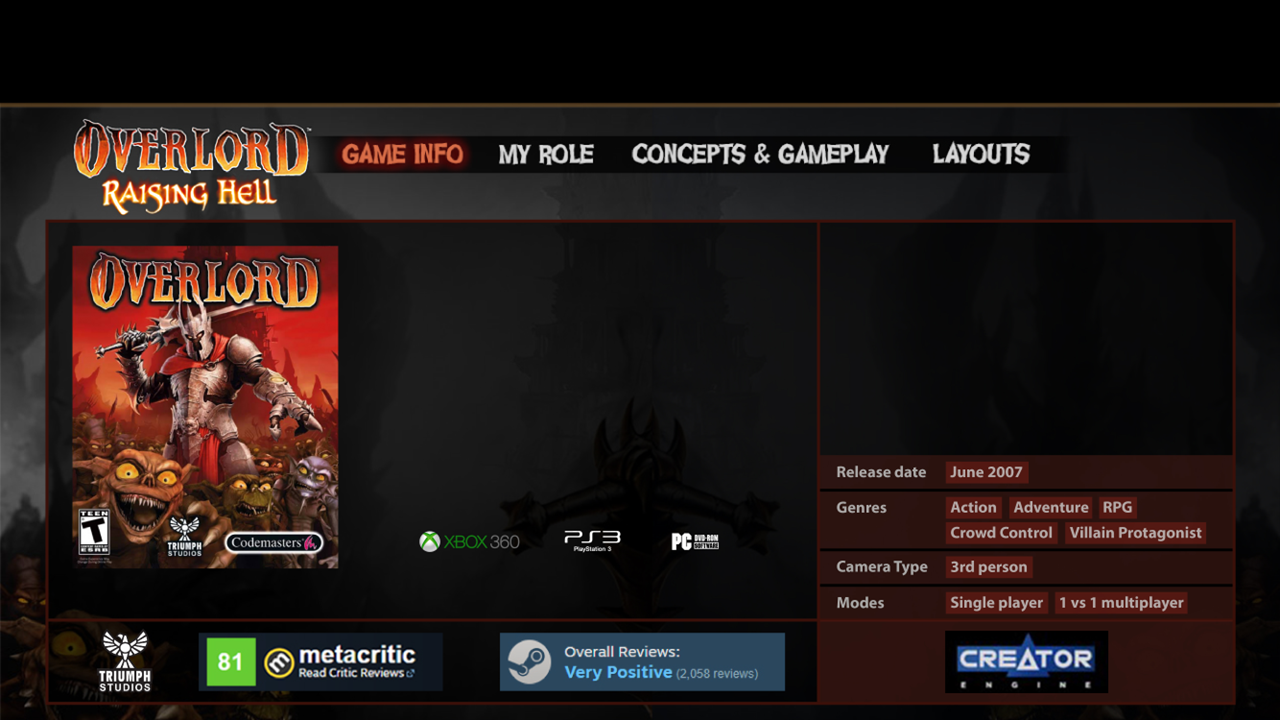 OVERLORD™
RAISING HELL
GAME INFO
MY ROLE
CONCEPTS & GAMEPLAY
LAYOUTS
OVERLORD™
TEEN
T
ESRB
TRIUMPH
STUDIOS
Codemasters
XBOX 360
PS3
PlayStation 3
PC DVD-ROM
SOFTWARE
Release date June 2007
Genres Action Adventure RPG
Crowd Control Villain Protagonist
Camera Type 3rd person
Modes Single player 1 vs 1 multiplayer
TRIUMPH
STUDIOS
81
metacritic
Read Critic Reviews
Overall Reviews:
Very Positive (2,058 reviews)
CREATOR
ENGINE